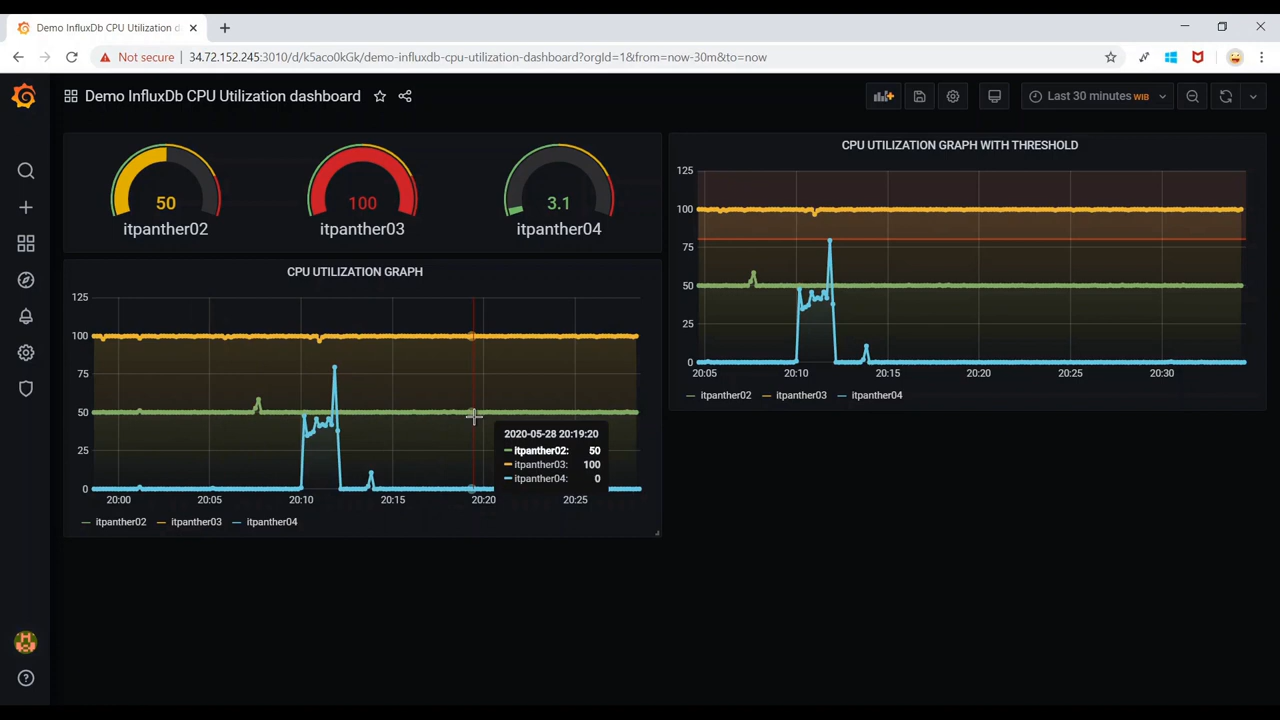 Demo InfluxDb CPU Utilization d
Not secure
34.72.152.245:3010/d/k5aco0kGk/demo-influxdb-cpu-utilization-dashboard?orgId=1&from=now-30m&to=now
Demo InfluxDb CPU Utilization dashboard
Last 30 minutes WIB
50
itpanther02
100
itpanther03
3.1
itpanther04
CPU UTILIZATION GRAPH
125
100
75
50
25
0
20:00 20:05 20:10 20:15 20:20 20:25
2020-05-28 20:19:20
itpanther02: 50
itpanther03: 100
itpanther04: 0
itpanther02 itpanther03 itpanther04
CPU UTILIZATION GRAPH WITH THRESHOLD
125
100
75
50
25
0
20:05 20:10 20:15 20:20 20:25 20:30
itpanther02 itpanther03 itpanther04